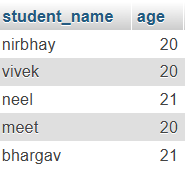 student_name age
nirbhay 20
vivek 20
neel 21
meet 20
bhargav 21